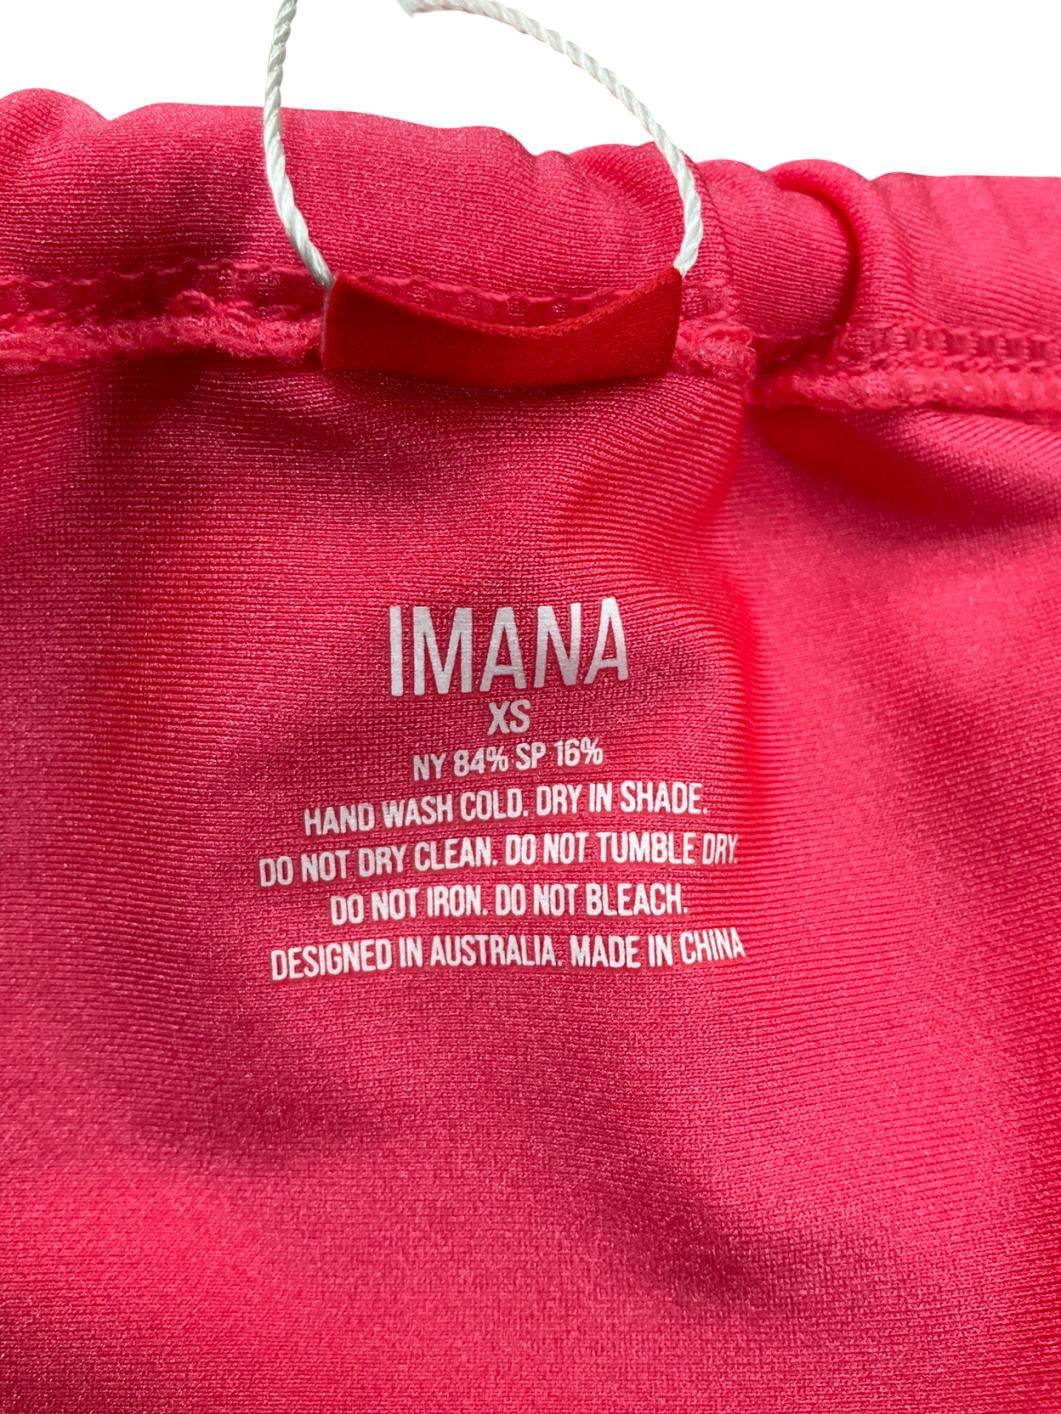 IMANA
XS
NY 84% SP 16%
HAND WASH COLD. DRY IN SHADE.
DO NOT DRY CLEAN. DO NOT TUMBLE DRY.
DO NOT IRON. DO NOT BLEACH.
DESIGNED IN AUSTRALIA. MADE IN CHINA